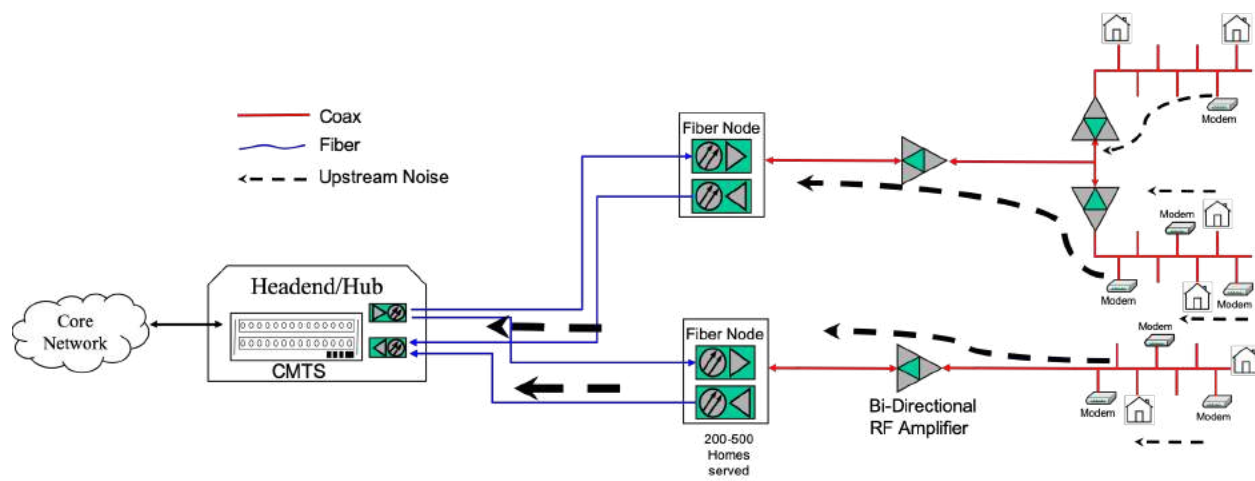 Coax
Fiber
Upstream Noise
Fiber Node
Modem
Modem
Modem
Modem
Headend/Hub
Core
Network
CMTS
Fiber Node
Modem
Modem
Modem
Bi-Directional
RF Amplifier
200-500
Homes
served